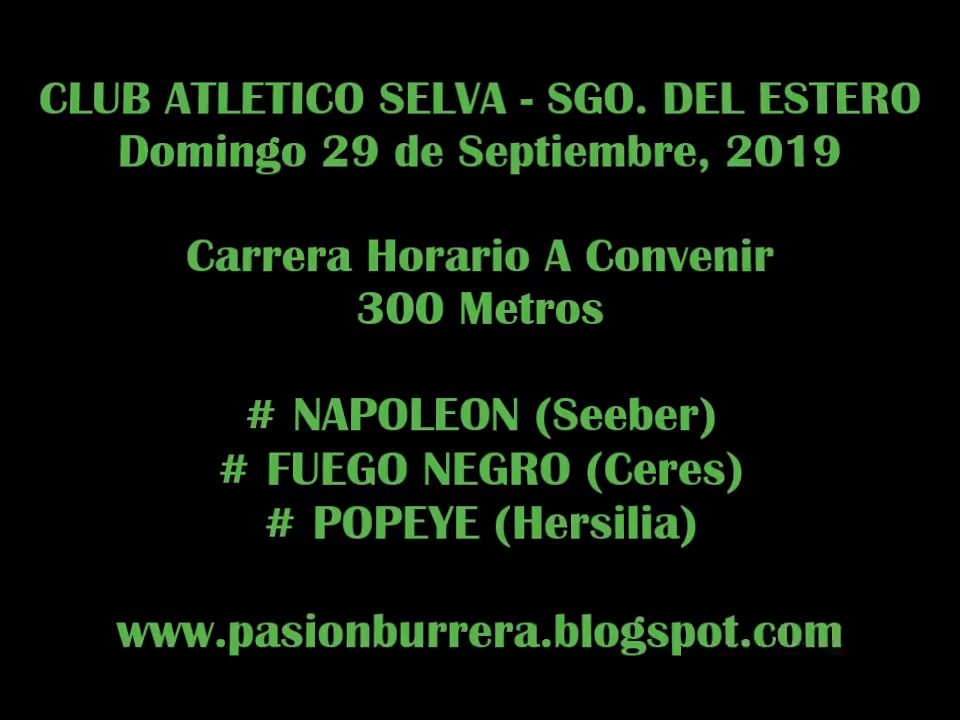 CLUB ATLETICO SELVA - SGO. DEL ESTERO
Domingo 29 de Septiembre, 2019
Carrera Horario A Convenir
300 Metros
# NAPOLEON (Seeber)
# FUEGO NEGRO (Ceres)
# POPEYE (Hersilia)
www.pasionburrera.blogspot.com